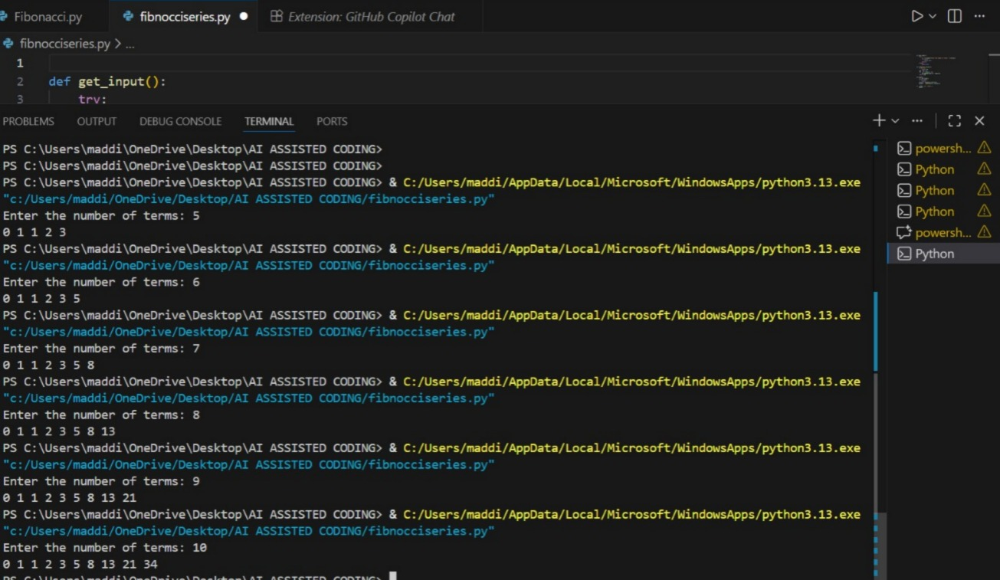 Fibonacci.py
fibnocciseries.py
Extension: GitHub Copilot Chat
fibnocciseries.py > ...
1
2 def get_input():
3 try:
PROBLEMS OUTPUT DEBUG CONSOLE TERMINAL PORTS
PS C:\Users\maddi\OneDrive\Desktop\AI ASSISTED CODING>
PS C:\Users\maddi\OneDrive\Desktop\AI ASSISTED CODING>
PS C:\Users\maddi\OneDrive\Desktop\AI ASSISTED CODING> & C:/Users/maddi/AppData/Local/Microsoft/WindowsApps/python3.13.exe
"c:/Users/maddi/OneDrive/Desktop/AI ASSISTED CODING/fibnocciseries.py"
Enter the number of terms: 5
0 1 1 2 3
PS C:\Users\maddi\OneDrive\Desktop\AI ASSISTED CODING> & C:/Users/maddi/AppData/Local/Microsoft/WindowsApps/python3.13.exe
"c:/Users/maddi/OneDrive/Desktop/AI ASSISTED CODING/fibnocciseries.py"
Enter the number of terms: 6
0 1 1 2 3 5
PS C:\Users\maddi\OneDrive\Desktop\AI ASSISTED CODING> & C:/Users/maddi/AppData/Local/Microsoft/WindowsApps/python3.13.exe
"c:/Users/maddi/OneDrive/Desktop/AI ASSISTED CODING/fibnocciseries.py"
Enter the number of terms: 7
0 1 1 2 3 5 8
PS C:\Users\maddi\OneDrive\Desktop\AI ASSISTED CODING> & C:/Users/maddi/AppData/Local/Microsoft/WindowsApps/python3.13.exe
"c:/Users/maddi/OneDrive/Desktop/AI ASSISTED CODING/fibnocciseries.py"
Enter the number of terms: 8
0 1 1 2 3 5 8 13
PS C:\Users\maddi\OneDrive\Desktop\AI ASSISTED CODING> & C:/Users/maddi/AppData/Local/Microsoft/WindowsApps/python3.13.exe
"c:/Users/maddi/OneDrive/Desktop/AI ASSISTED CODING/fibnocciseries.py"
Enter the number of terms: 9
0 1 1 2 3 5 8 13 21
PS C:\Users\maddi\OneDrive\Desktop\AI ASSISTED CODING> & C:/Users/maddi/AppData/Local/Microsoft/WindowsApps/python3.13.exe
"c:/Users/maddi/OneDrive/Desktop/AI ASSISTED CODING/fibnocciseries.py"
Enter the number of terms: 10
0 1 1 2 3 5 8 13 21 34
PS C:\Users\maddi\OneDrive\Desktop\AI ASSISTED CODING>
powersh...
Python
Python
Python
powersh...
Python